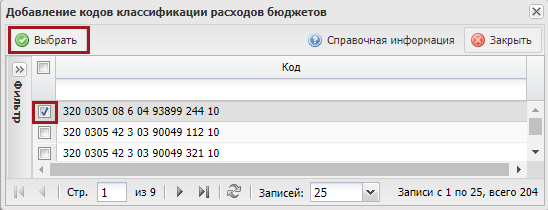 Добавление кодов классификации расходов бюджетов
Выбрать Справочная информация Закрыть
Фильтр
Код
320 0305 08 6 04 93899 244 10
320 0305 42 3 03 90049 112 10
320 0305 42 3 03 90049 321 10
Стр. 1 из 9 Записей: 25 Записи с 1 по 25, всего 204